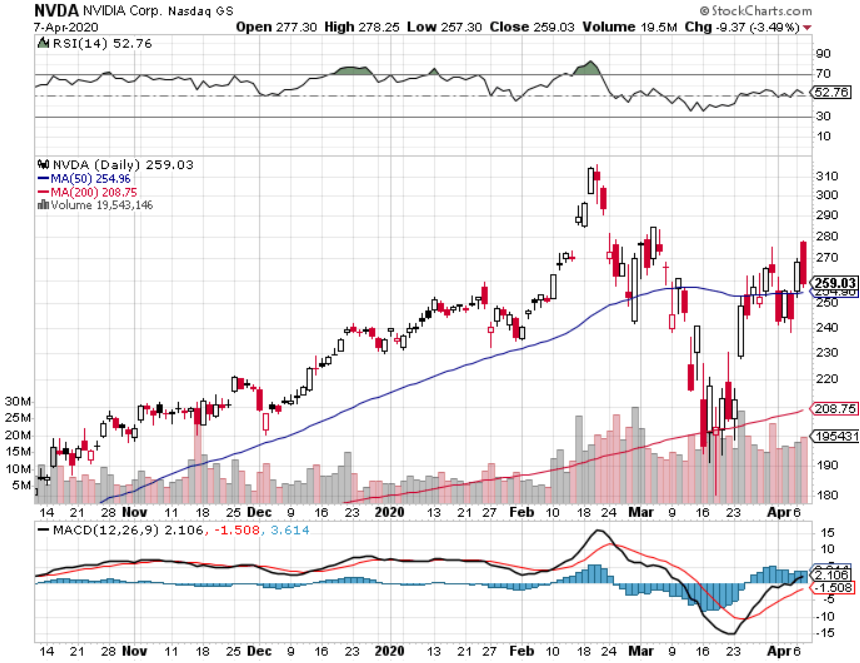 NVDA NVIDIA Corp. Nasdaq GS © StockCharts.com
7-Apr-2020 Open 277.30 High 278.25 Low 257.30 Close 259.03 Volume 19.5M Chg -9.37 (-3.49%)
RSI(14) 52.76
90
70
52.76
30
10
NVDA (Daily) 259.03
MA(50) 254.96
MA(200) 208.75
Volume 19,543,146
310
300
290
280
270
259.03
250
240
230
220
208.75
195431
190
180
30M
25M
20M
15M
10M
5M
14 21 28 Nov 11 18 25 Dec 9 16 23 2020 13 21 27 Feb 10 18 24 Mar 9 16 23 Apr 6
MACD(12,26,9) 2.106, -1.508, 3.614
15
10
2.106
-1.508
-5
-10
-15
14 21 28 Nov 11 18 25 Dec 9 16 23 2020 13 21 27 Feb 10 18 24 Mar 9 16 23 Apr 6